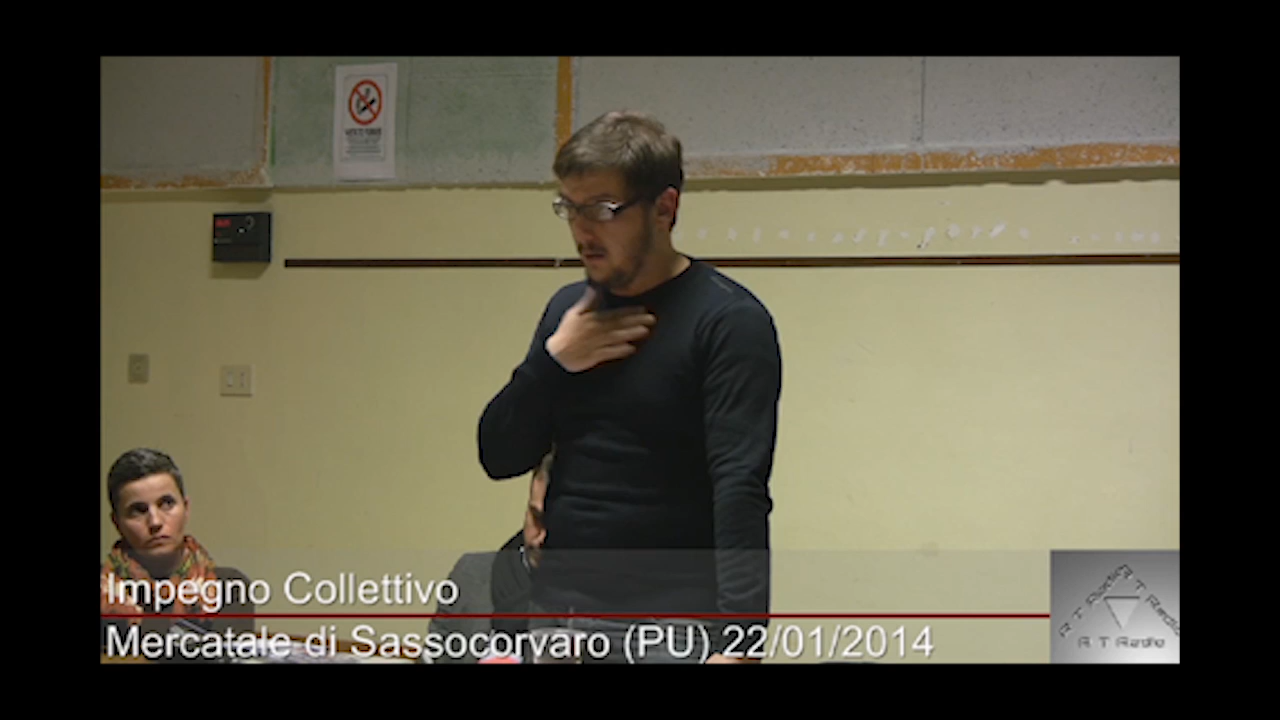 Impegno Collettivo
Mercatale di Sassocorvaro (PU) 22/01/2014
R T Radio